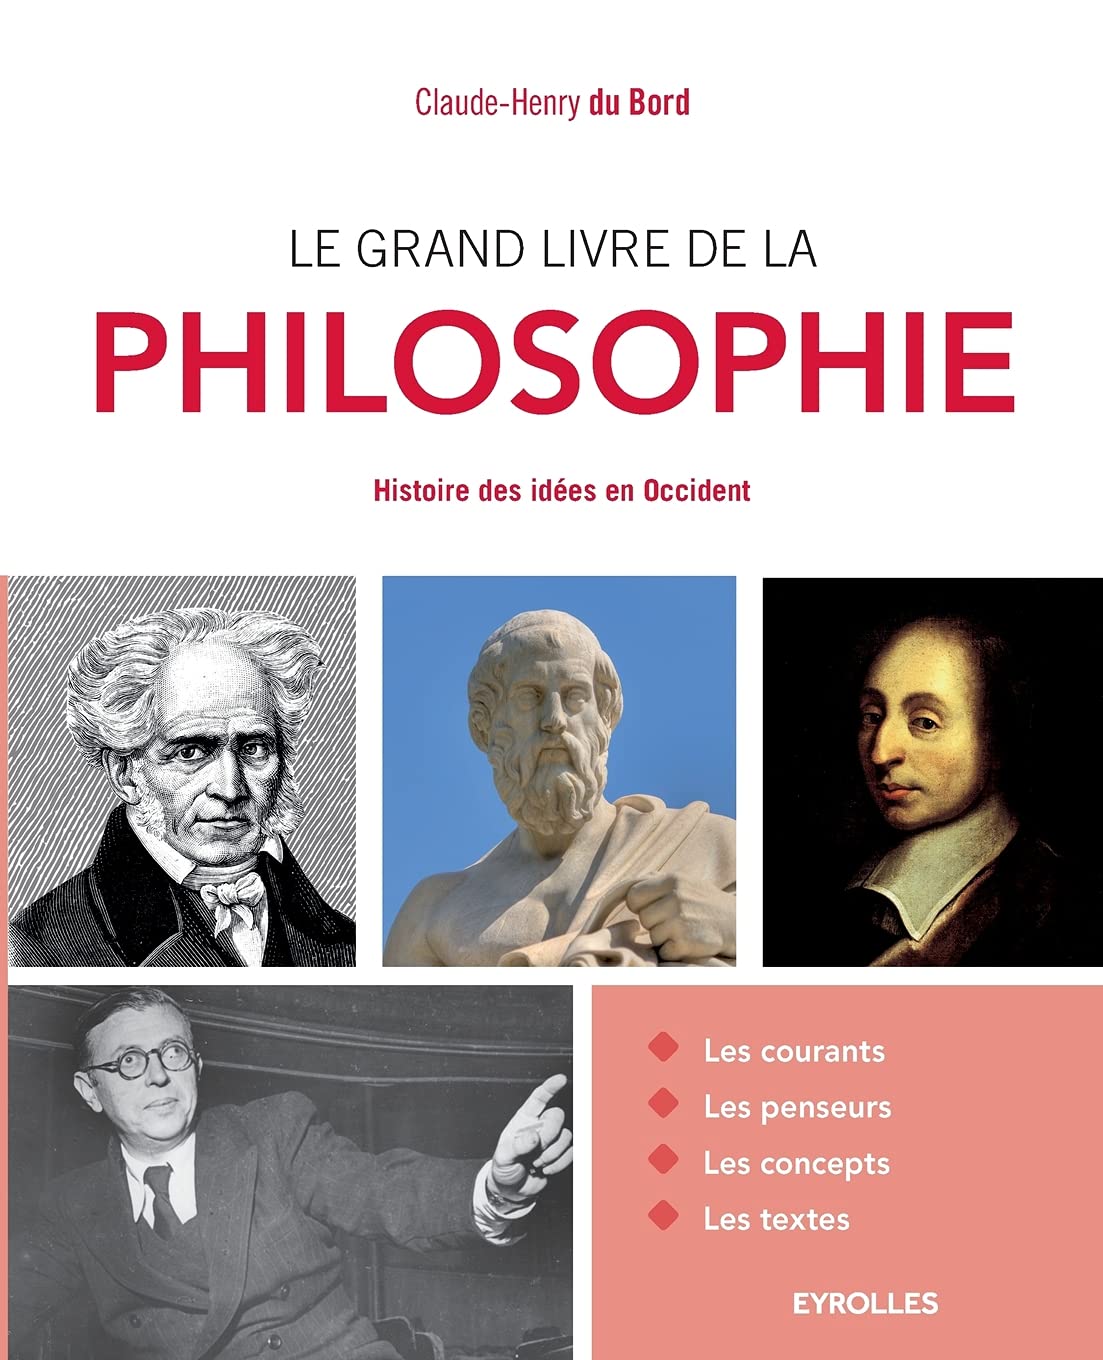 Claude-Henry du Bord
LE GRAND LIVRE DE LA
PHILOSOPHIE
Histoire des idées en Occident
Les courants
Les penseurs
Les concepts
Les textes
EYROLLES